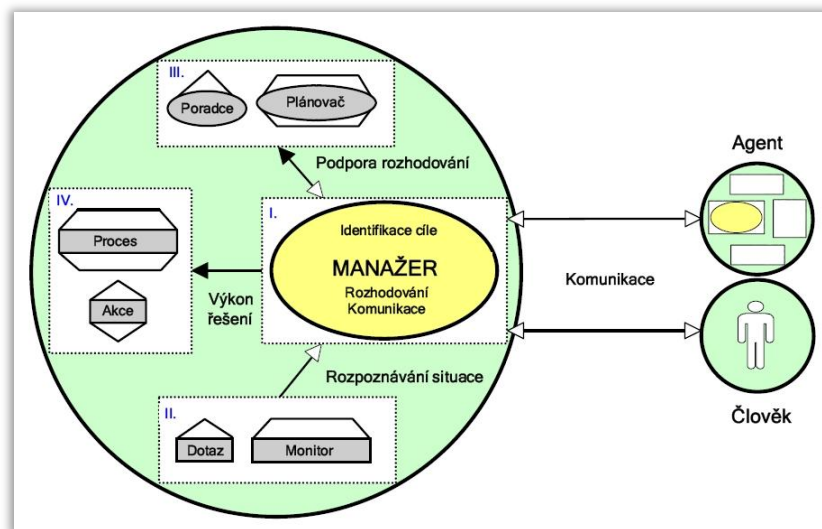 III.
Poradce
Plánovač
Podpora rozhodování
IV.
Proces
Akce
Výkon
řešení
I.
Identifikace cíle
MANAŽER
Rozhodování
Komunikace
Rozpoznávání situace
II.
Dotaz
Monitor
Agent
Komunikace
Člověk